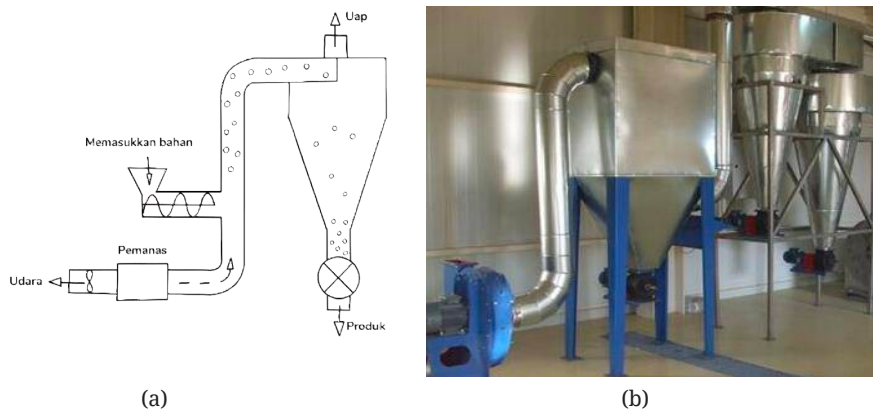 Uap
Memasukkan bahan
Pemanas
Udara
Produk
(a)
(b)